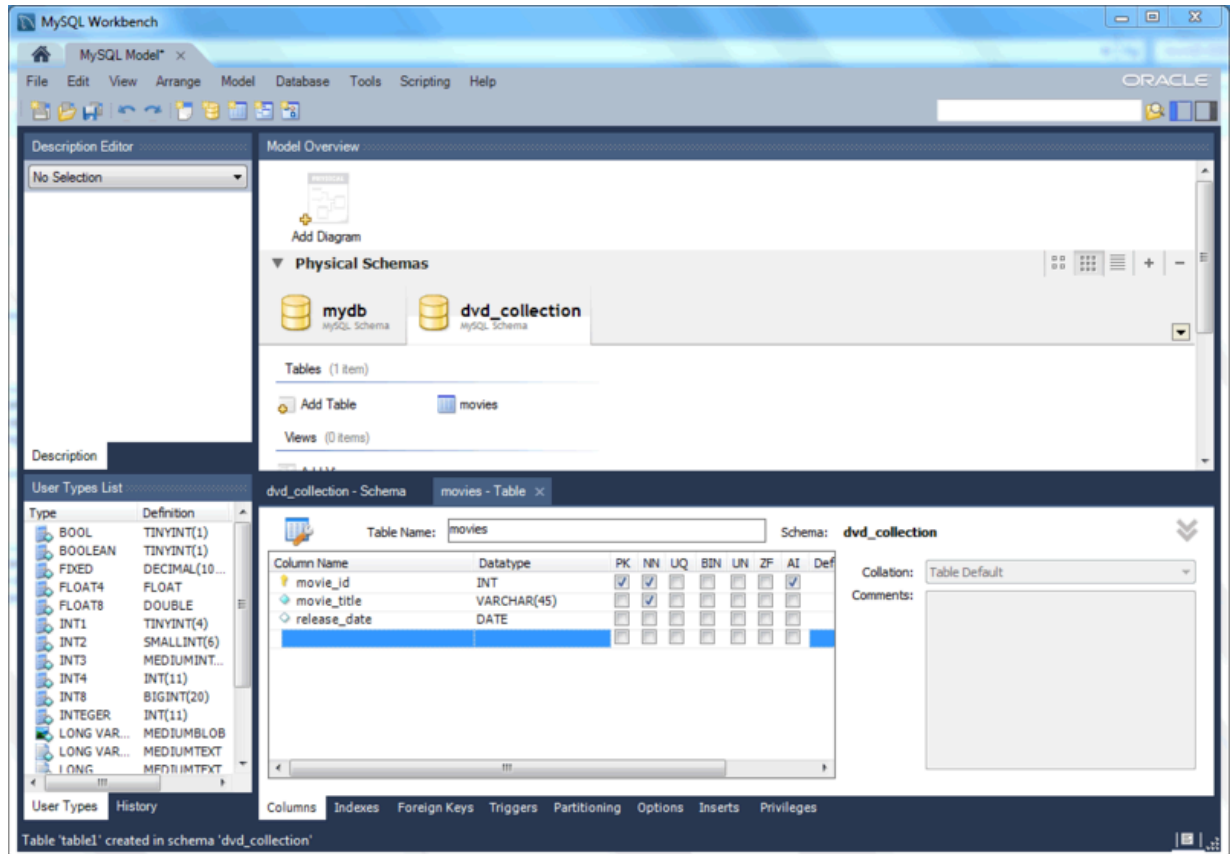 MySQL Workbench
MySQL Model* ×
File Edit View Arrange Model Database Tools Scripting Help
ORACLE
Description Editor
No Selection
Description
Model Overview
PHYSICAL
Add Diagram
Physical Schemas
mydb
MySQL Schema
dvd_collection
MySQL Schema
Tables (1 item)
Add Table
movies
Views (0 items)
User Types List
Type Definition
BOOL TINYINT(1)
BOOLEAN TINYINT(1)
FIXED DECIMAL(10...
FLOAT4 FLOAT
FLOAT8 DOUBLE
INT1 TINYINT(4)
INT2 SMALLINT(6)
INT3 MEDIUMINT...
INT4 INT(11)
INT8 BIGINT(20)
INTEGER INT(11)
LONG VAR... MEDIUMBLOB
LONG VAR... MEDIUMTEXT
LONG MEDIUMTEXT
User Types History
dvd_collection - Schema movies - Table ×
Table Name: movies Schema: dvd_collection
Column Name Datatype PK NN UQ BIN UN ZF AI Def
movie_id INT
movie_title VARCHAR(45)
release_date DATE
Collation: Table Default
Comments:
Columns Indexes Foreign Keys Triggers Partitioning Options Inserts Privileges
Table 'table1' created in schema 'dvd_collection'